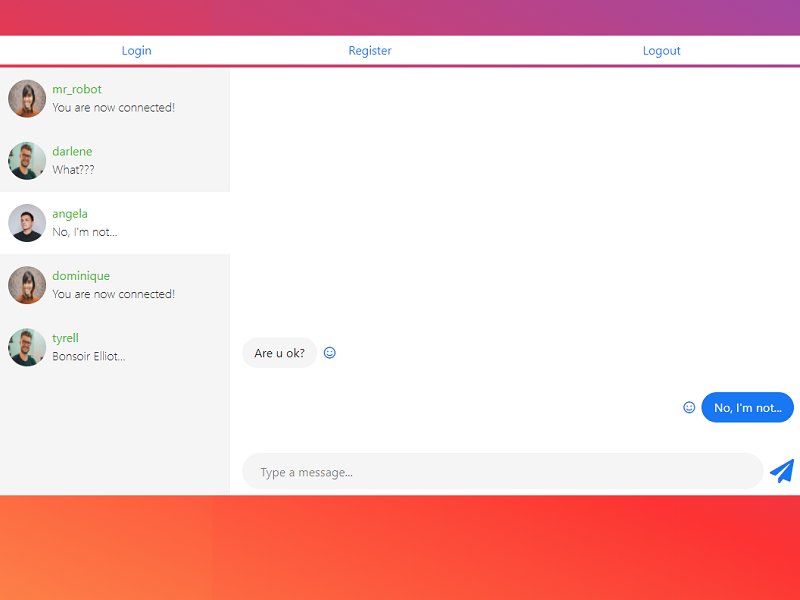 Login
Register
Logout
mr_robot
You are now connected!
darlene
What???
angela
No, I'm not...
dominique
You are now connected!
tyrell
Bonsoir Elliot...
Are u ok?
No, I'm not...
Type a message...